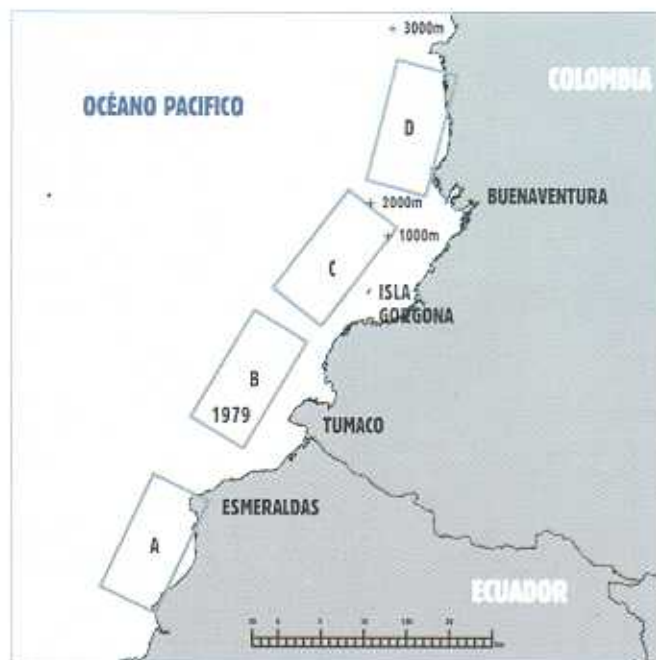 + 3000m
COLOMBIA
OCÉANO PACIFICO
D
BUENAVENTURA
+ 2000m
+ 1000m
C
ISLA
GORGONA
B
1979
TUMACO
ESMERALDAS
A
ECUADOR